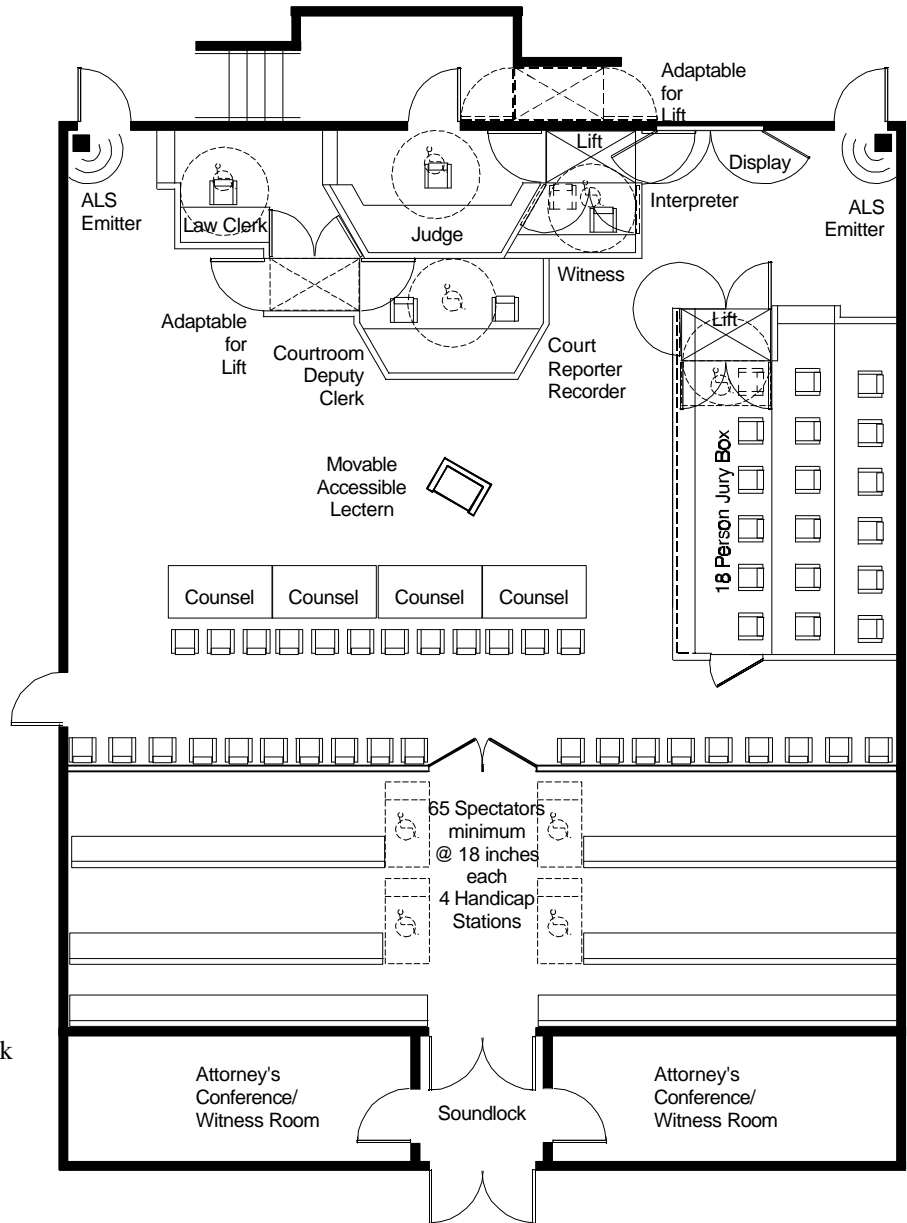 Adaptable
for
Lift
Lift
Display
ALS
Emitter
Law Clerk
Judge
Interpreter
ALS
Emitter
Witness
Adaptable
for
Lift
Courtroom
Deputy
Clerk
Court
Reporter
Recorder
Lift
18 Person Jury Box
Movable
Accessible
Lectern
Counsel
Counsel
Counsel
Counsel
65 Spectators
minimum
@ 18 inches
each
4 Handicap
Stations
k
Attorney's
Conference/
Witness Room
Soundlock
Attorney's
Conference/
Witness Room